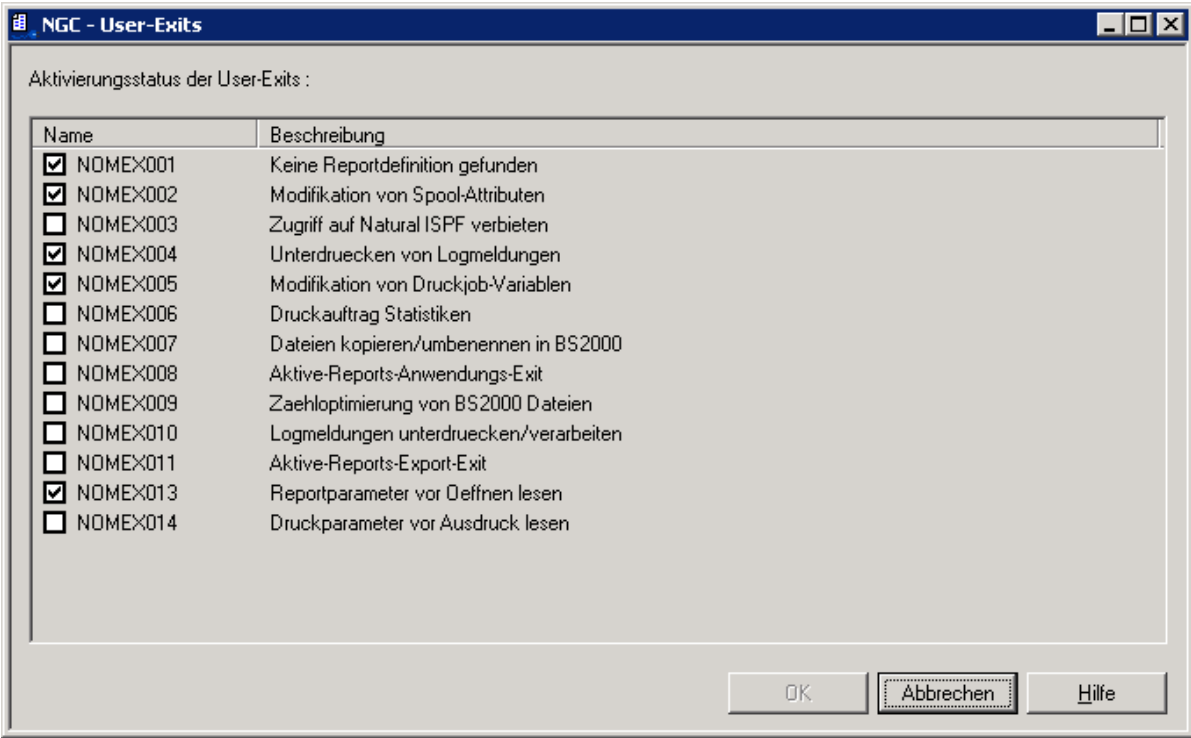 NGC - User-Exits
Aktivierungsstatus der User-Exits :
Name Beschreibung
NOMEX001 Keine Reportdefinition gefunden
NOMEX002 Modifikation von Spool-Attributen
NOMEX003 Zugriff auf Natural ISPF verbieten
NOMEX004 Unterdruecken von Logmeldungen
NOMEX005 Modifikation von Druckjob-Variablen
NOMEX006 Druckauftrag Statistiken
NOMEX007 Dateien kopieren/umbenennen in BS2000
NOMEX008 Aktive-Reports-Anwendungs-Exit
NOMEX009 Zaehloptimierung von BS2000 Dateien
NOMEX010 Logmeldungen unterdruecken/verarbeiten
NOMEX011 Aktive-Reports-Export-Exit
NOMEX013 Reportparameter vor Oeffnen lesen
NOMEX014 Druckparameter vor Ausdruck lesen
OK Abbrechen Hilfe